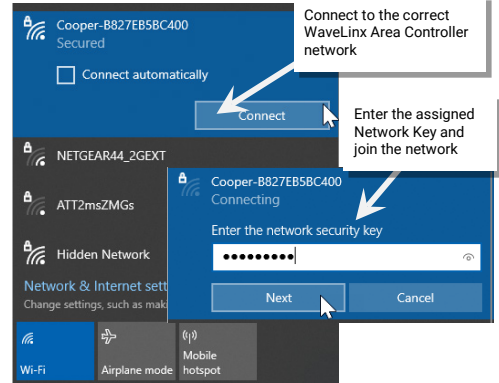 Connect to the correct
WaveLinx Area Controller
network
Cooper-B827EB5BC400
Secured
Connect automatically
Connect
Enter the assigned
Network Key and
join the network
NETGEAR44_2GEXT
ATT2msZMGs
Hidden Network
Network & Internet sett
Change settings, such as mak
Cooper-B827EB5BC400
Connecting
Enter the network security key
Next
Cancel
Wi-Fi
Airplane mode
Mobile
hotspot